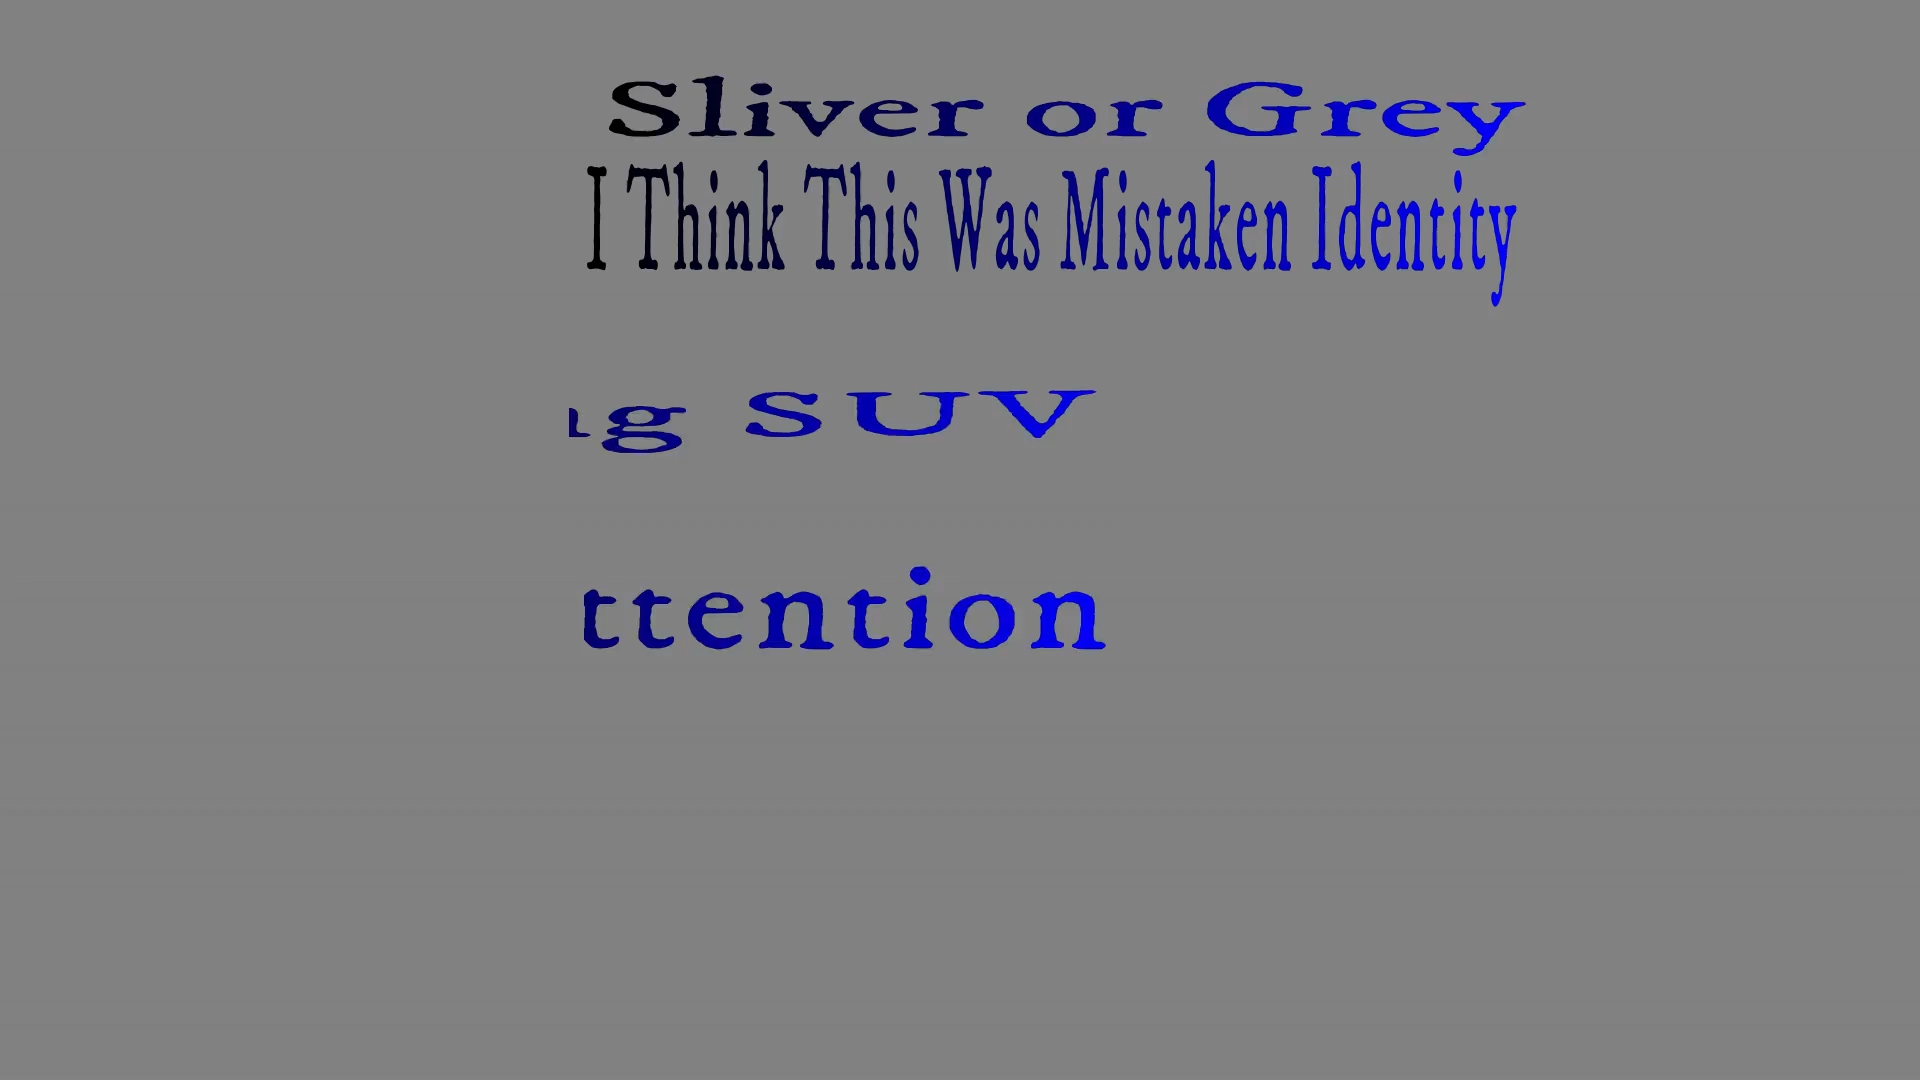 Sliver or Grey
I Think This Was Mistaken Identity
g SUV
ttention